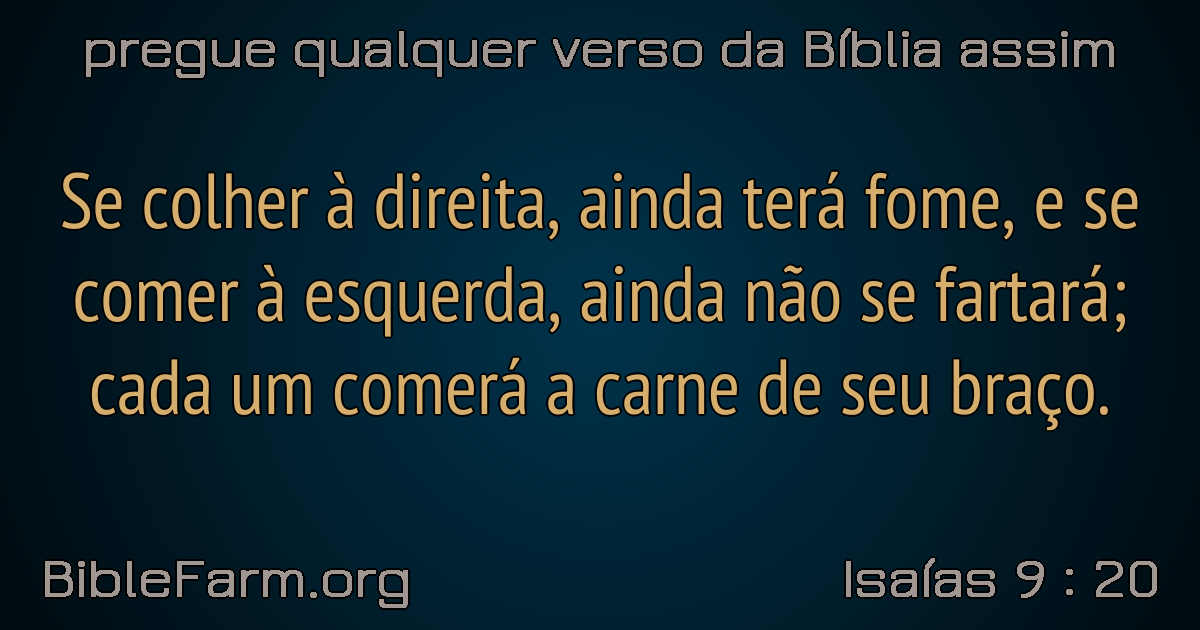 pregue qualquer verso da Bíblia assim
Se colher à direita, ainda terá fome, e se
comer à esquerda, ainda não se fartará;
cada um comerá a carne de seu braço.
BibleFarm.org
Isaías 9 : 20